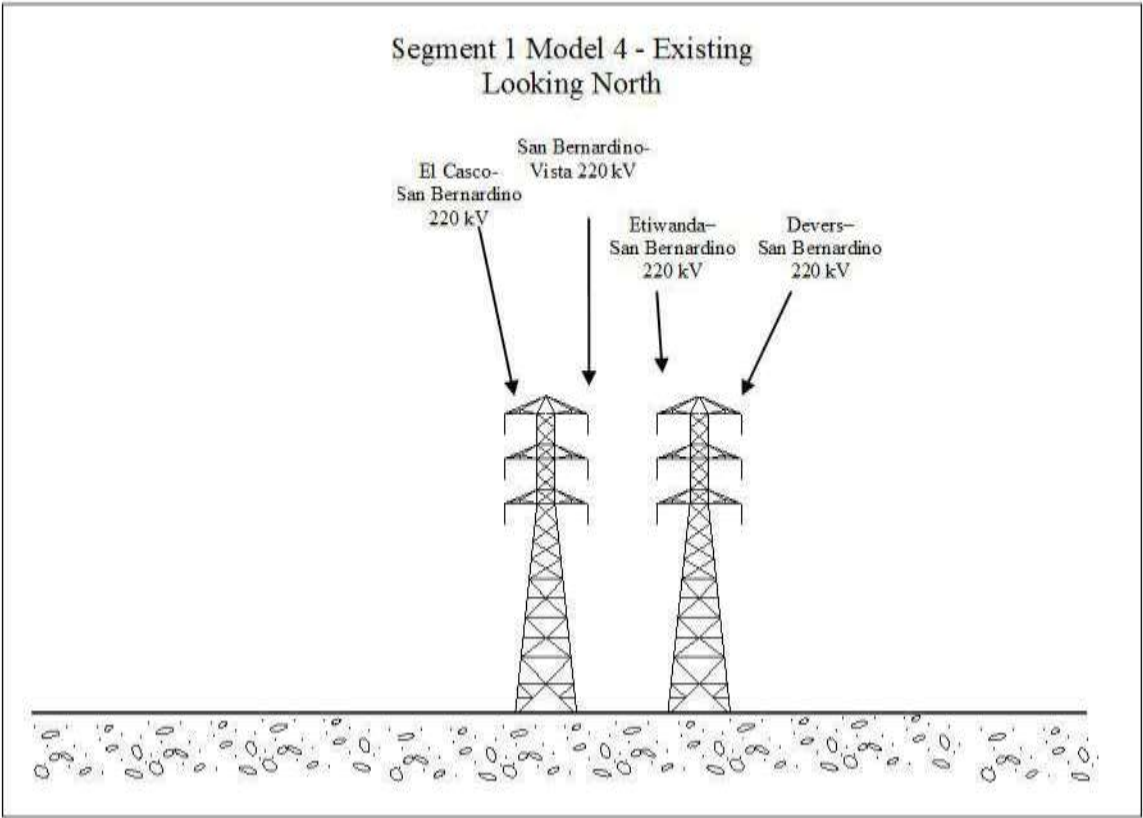 Segment 1 Model 4 - Existing
Looking North
San Bernardino-
Vista 220 kV
El Casco-
San Bernardino
220 kV
Etiwanda–
San Bernardino
220 kV
Devers–
San Bernardino
220 kV